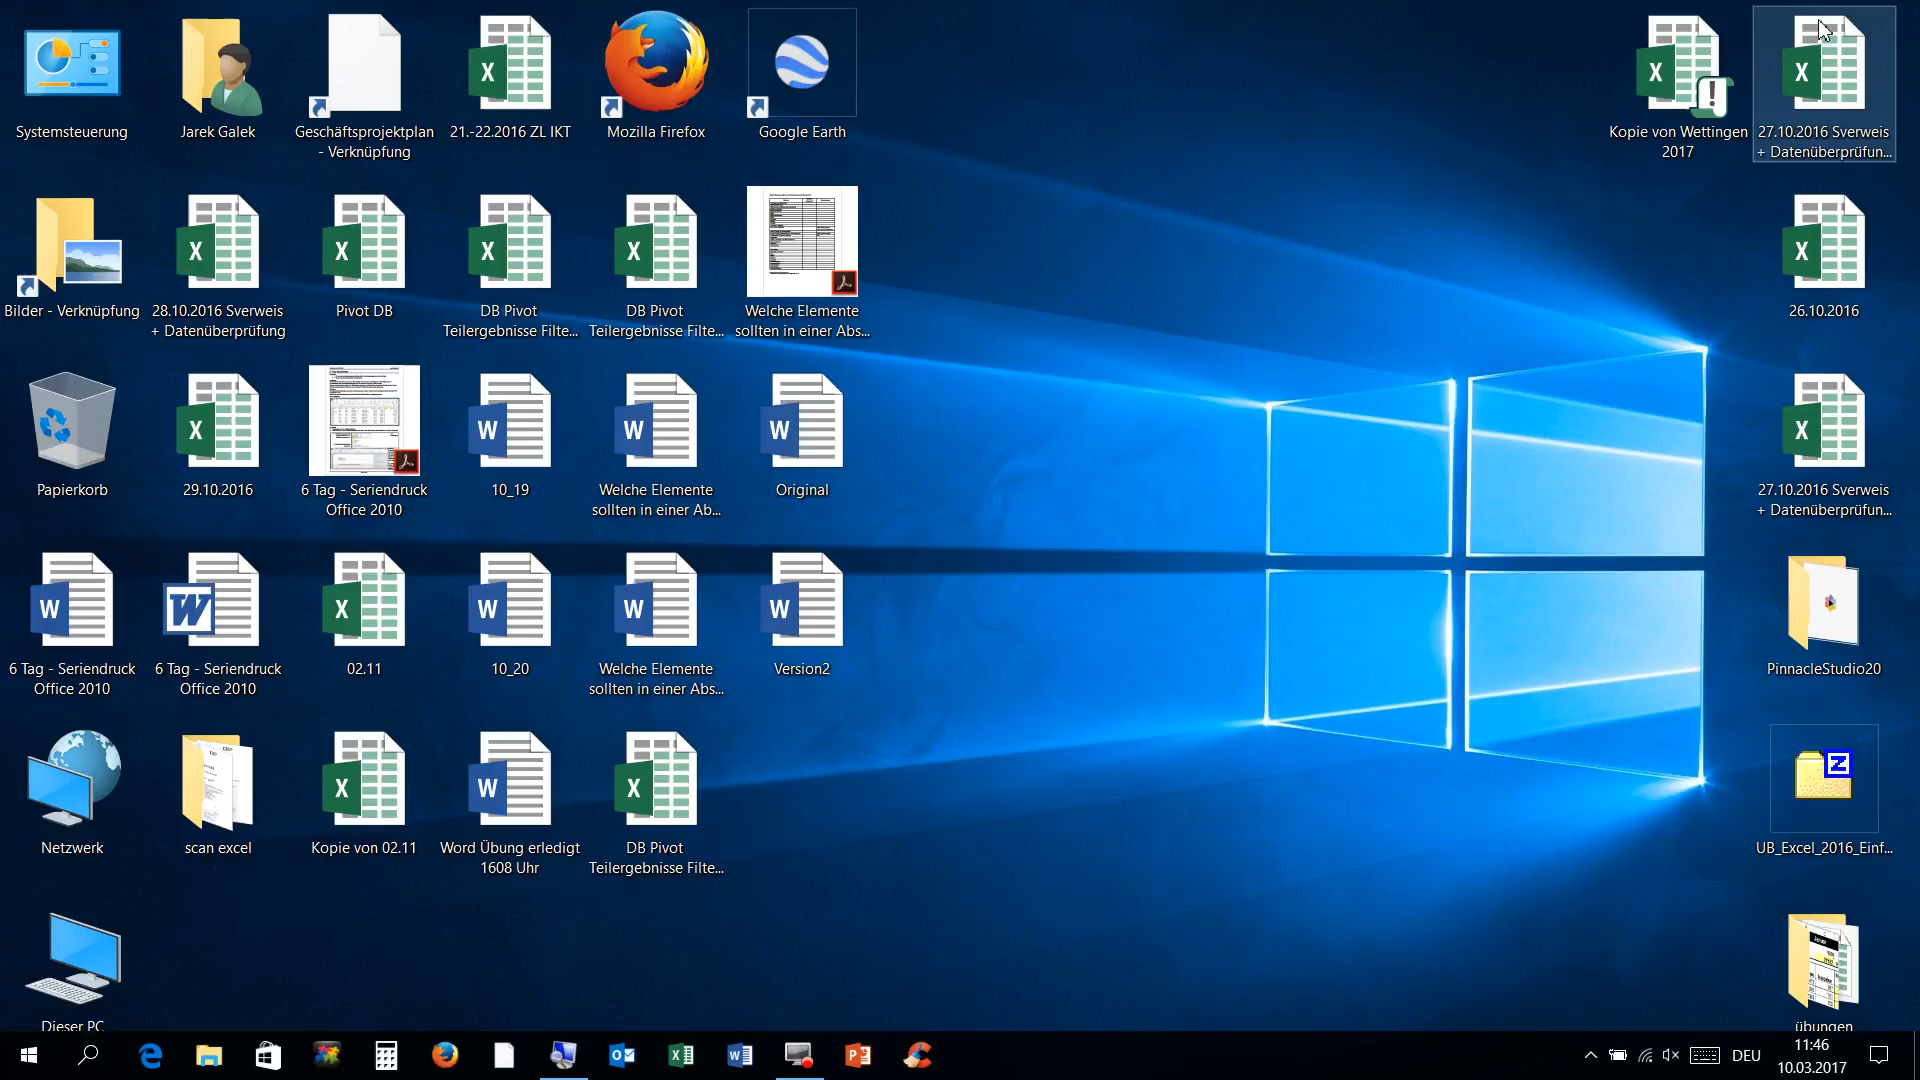 Systemsteuerung
Jarek Galek
Geschäftsprojektplan
- Verknüpfung
21.-22.2016 ZL IKT
Mozilla Firefox
Google Earth
Kopie von Wettingen
2017
27.10.2016 Sverweis
+ Datenüberprüfun...
Bilder - Verknüpfung
28.10.2016 Sverweis
+ Datenüberprüfung
Pivot DB
DB Pivot
Teilergebnisse Filte...
DB Pivot
Teilergebnisse Filte...
Welche Elemente
sollten in einer Abs...
26.10.2016
Papierkorb
29.10.2016
6 Tag - Seriendruck
Office 2010
10_19
Welche Elemente
sollten in einer Ab...
Original
27.10.2016 Sverweis
+ Datenüberprüfun...
6 Tag - Seriendruck
Office 2010
6 Tag - Seriendruck
Office 2010
02.11
10_20
Welche Elemente
sollten in einer Abs...
Version2
PinnacleStudio20
Netzwerk
scan excel
Kopie von 02.11
Word Übung erledigt
1608 Uhr
DB Pivot
Teilergebnisse Filte...
UB_Excel_2016_Einf...
Dieser PC
übungen
DEU
11:46
10.03.2017